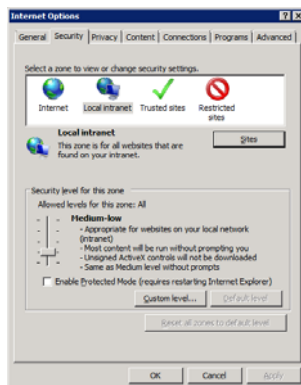 Internet Options
General Security Privacy Content Connections Programs Advanced
Select a zone to view or change security settings.
Internet Local intranet Trusted sites Restricted
sites
Local intranet
This zone is for all websites that are
found on your intranet.
Sites
Security level for this zone
Allowed levels for this zone: All
Medium-low
- Appropriate for websites on your local network
(intranet)
- Most content will be run without prompting you
- Unsigned ActiveX controls will not be downloaded
- Same as Medium level without prompts
Enable Protected Mode (requires restarting Internet Explorer)
Custom level... Default level
Reset all zones to default level
OK Cancel Apply